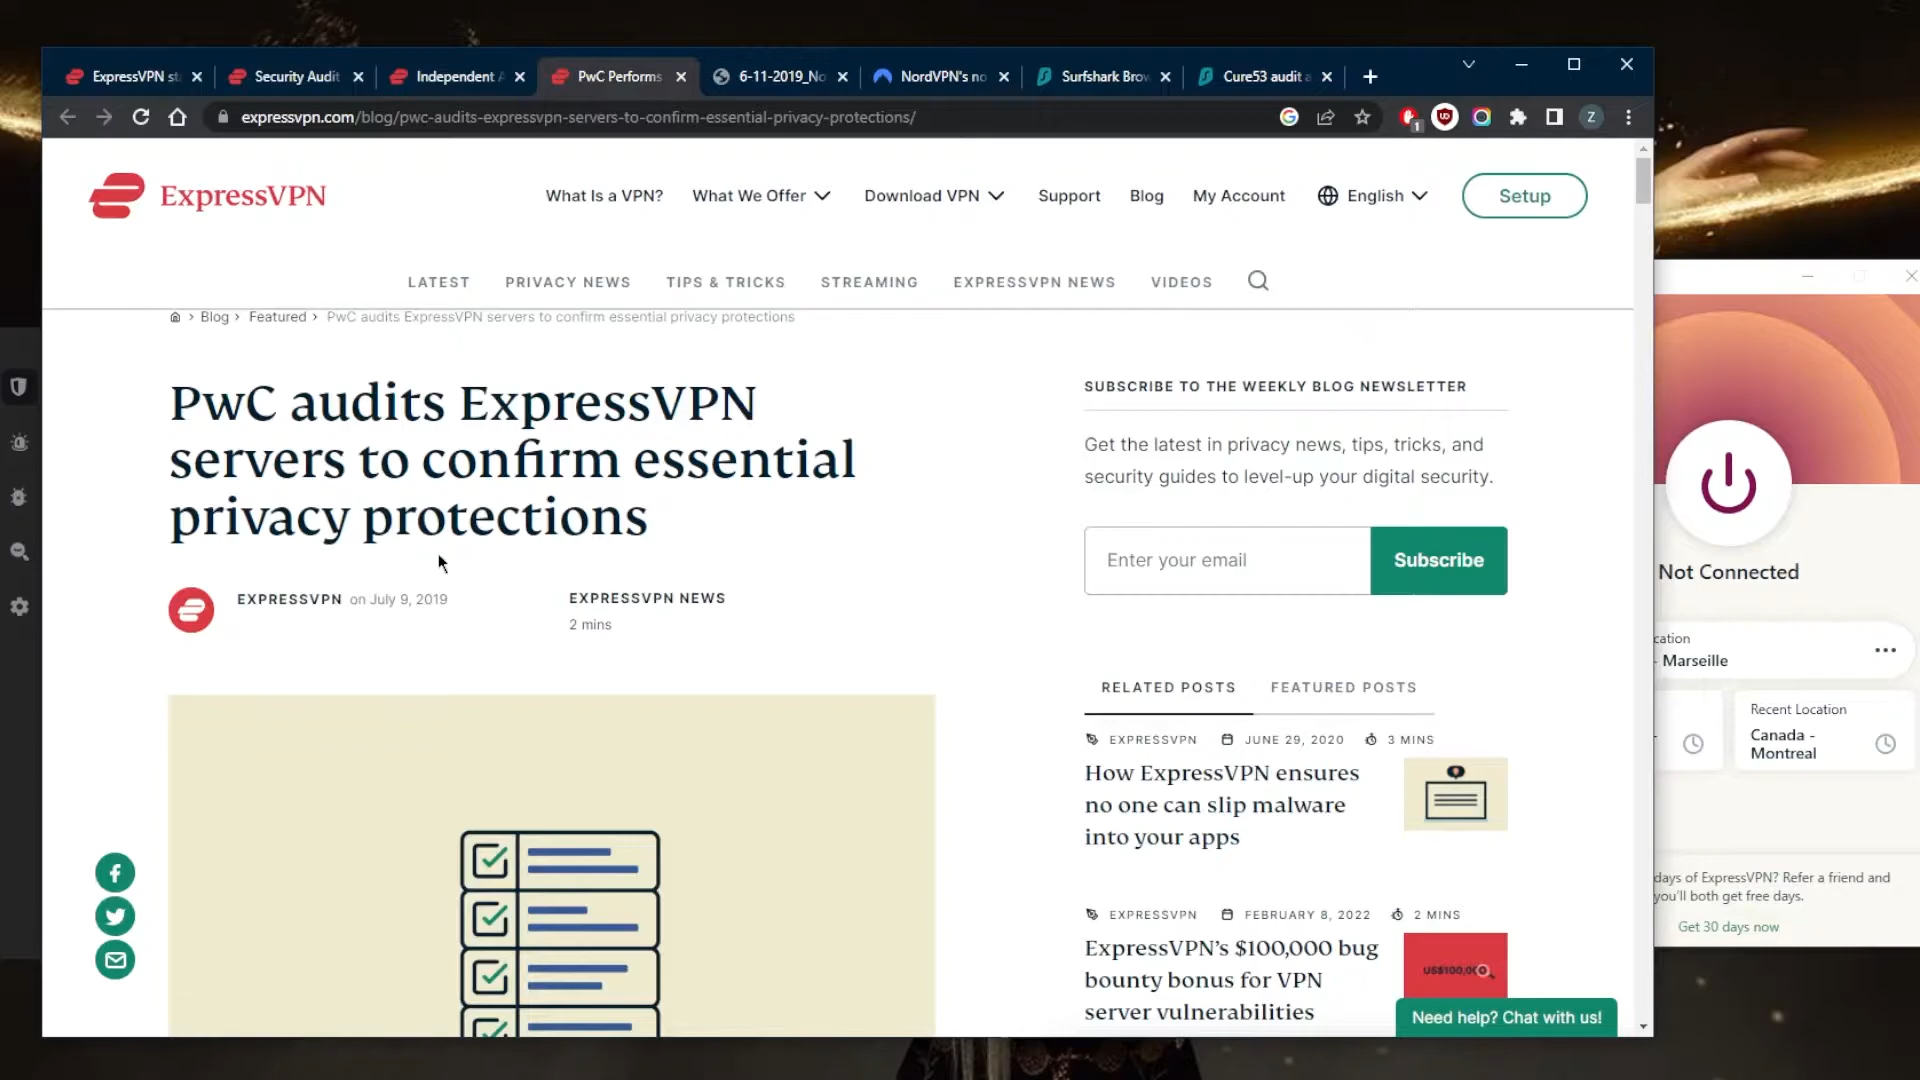 ExpressVPN st
Security Audit
Independent A
PwC Performs
6-11-2019_No
NordVPN's no
Surfshark Brow
Cure53 audit a
expressvpn.com/blog/pwc-audits-expressvpn-servers-to-confirm-essential-privacy-protections/
1
Z
ExpressVPN
What Is a VPN?
What We Offer
Download VPN
Support
Blog
My Account
English
Setup
LATEST
PRIVACY NEWS
TIPS & TRICKS
STREAMING
EXPRESSVPN NEWS
VIDEOS
Blog › Featured › PwC audits ExpressVPN servers to confirm essential privacy protections
PwC audits ExpressVPN
servers to confirm essential
privacy protections
EXPRESSVPN on July 9, 2019
EXPRESSVPN NEWS
2 mins
SUBSCRIBE TO THE WEEKLY BLOG NEWSLETTER
Get the latest in privacy news, tips, tricks, and
security guides to level-up your digital security.
Enter your email
Subscribe
RELATED POSTS
FEATURED POSTS
EXPRESSVPN JUNE 29, 2020 3 MINS
How ExpressVPN ensures
no one can slip malware
into your apps
EXPRESSVPN FEBRUARY 8, 2022 2 MINS
ExpressVPN's $100,000 bug
bounty bonus for VPN
server vulnerabilities
US$100,000
Need help? Chat with us!
Not Connected
cation
- Marseille
Recent Location
Canada -
Montreal
days of ExpressVPN? Refer a friend and
you'll both get free days.
Get 30 days now